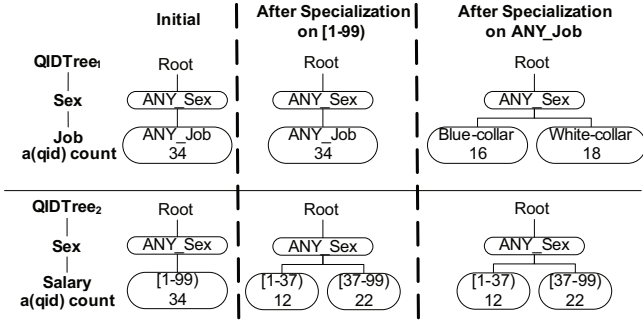 Initial
After Specialization
on [1-99)
After Specialization
on ANY_Job
QIDTree₁
Root
Root
Root
Sex
ANY_Sex
ANY_Sex
ANY_Sex
Job
a(qid) count
ANY_Job
34
ANY_Job
34
Blue-collar
16
White-collar
18
QIDTree₂
Root
Root
Root
Sex
ANY_Sex
ANY_Sex
ANY_Sex
Salary
a(qid) count
[1-99)
34
[1-37)
12
[37-99)
22
[1-37)
12
[37-99)
22